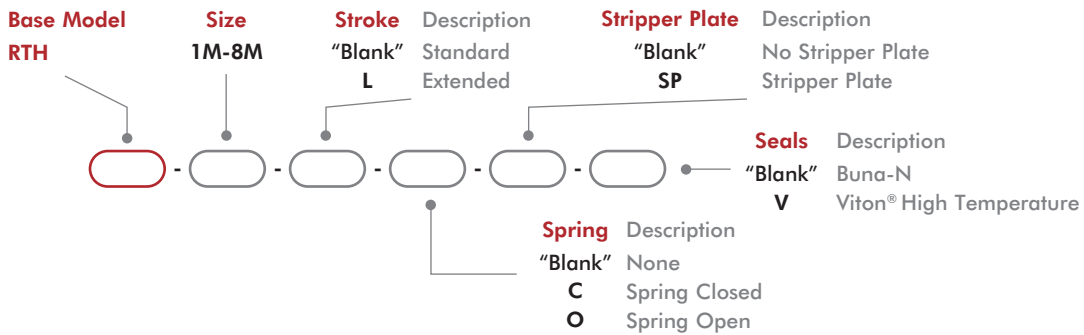 Base Model Size Stroke Description Stripper Plate Description
RTH 1M-8M “Blank” Standard “Blank” No Stripper Plate
L Extended SP Stripper Plate
- - - - -
Seals Description
“Blank” Buna-N
V Viton® High Temperature
Spring Description
“Blank” None
C Spring Closed
O Spring Open